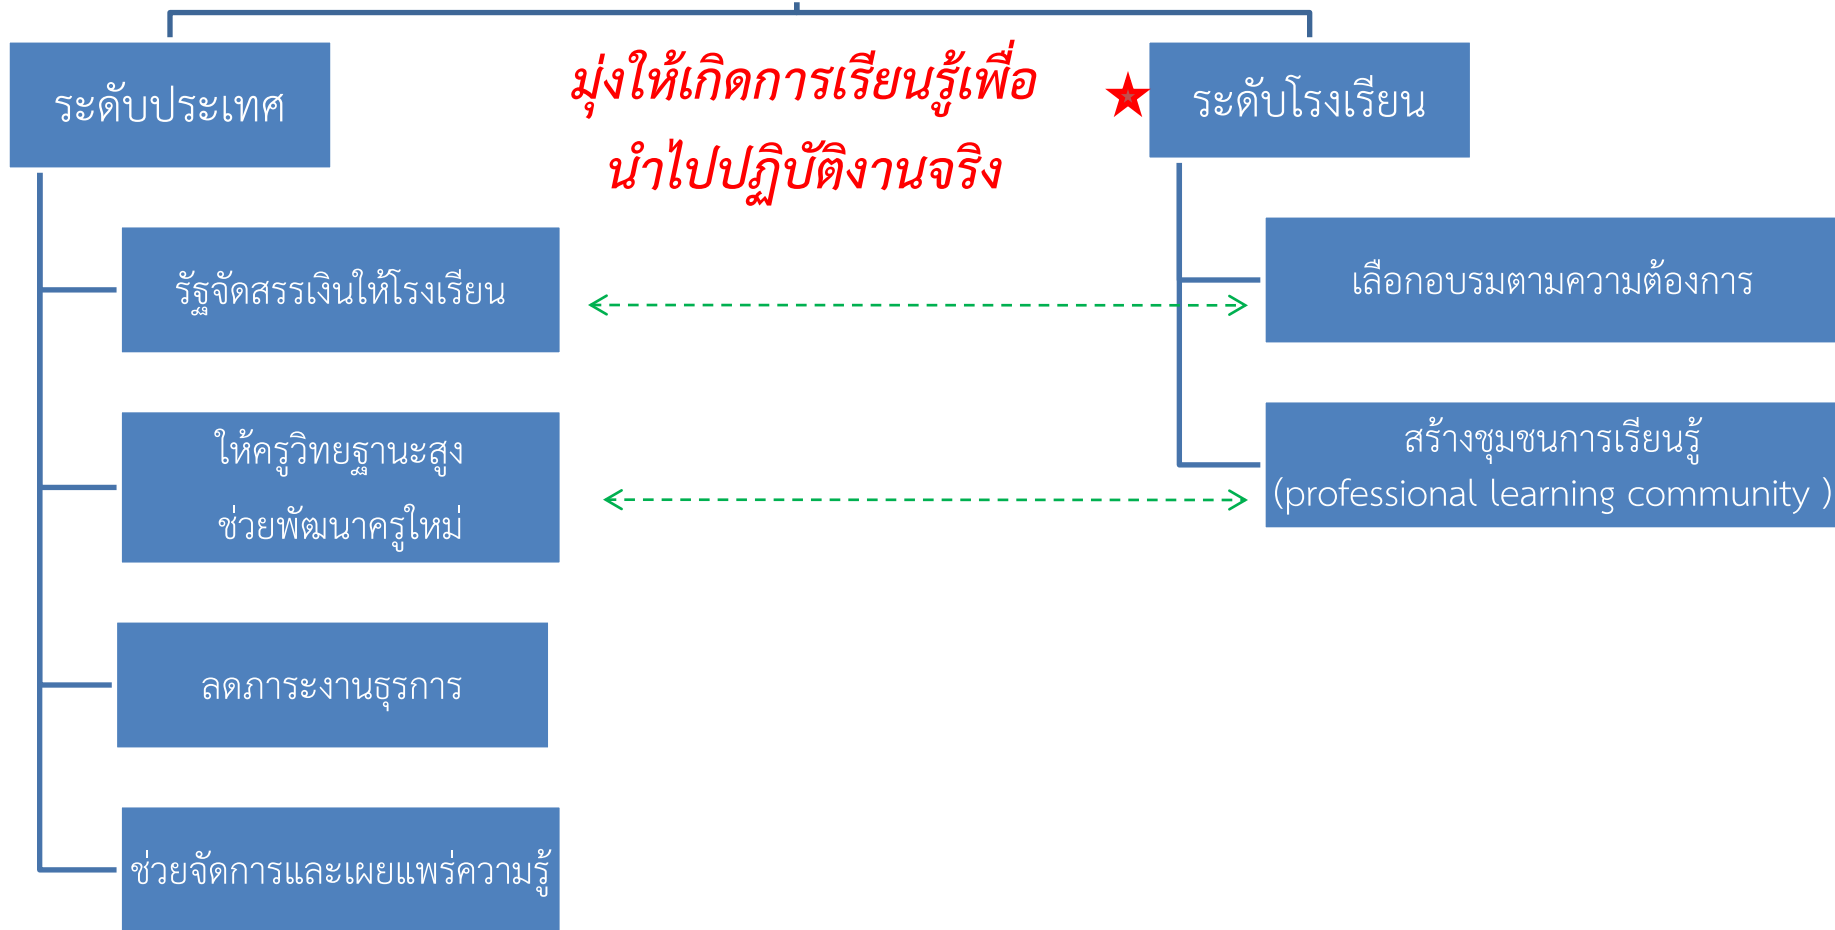 ระดับประเทศ
มุ่งให้เกิดการเรียนรู้เพื่อ
นำไปปฏิบัติงานจริง
ระดับโรงเรียน
รัฐจัดสรรเงินให้โรงเรียน
เลือกอบรมตามความต้องการ
ให้ครูวิทยฐานะสูง
ช่วยพัฒนาครูใหม่
สร้างชุมชนการเรียนรู้
(professional learning community )
ลดภาระงานธุรการ
ช่วยจัดการและเผยแพร่ความรู้